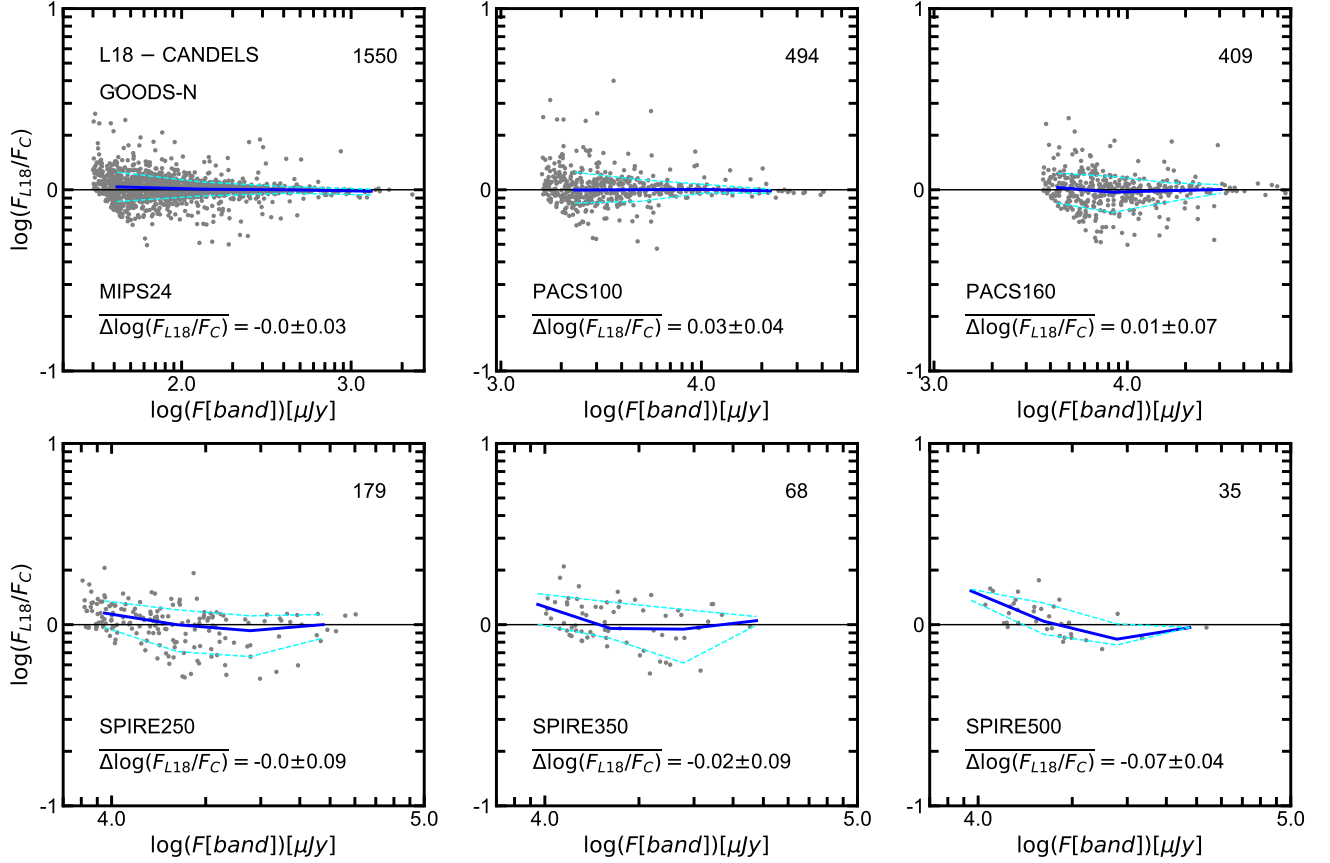 1
L18 − CANDELS
1550
GOODS-N
log(F_L18/F_C)
0
MIPS24
Δlog(F_L18/F_C) = -0.0±0.03
-1
2.0
3.0
log(F[band])[μJy]
1
494
0
PACS100
Δlog(F_L18/F_C) = 0.03±0.04
-1
3.0
4.0
log(F[band])[μJy]
1
409
0
PACS160
Δlog(F_L18/F_C) = 0.01±0.07
-1
3.0
4.0
log(F[band])[μJy]
1
179
log(F_L18/F_C)
0
SPIRE250
Δlog(F_L18/F_C) = -0.0±0.09
-1
4.0
5.0
log(F[band])[μJy]
1
68
0
SPIRE350
Δlog(F_L18/F_C) = -0.02±0.09
-1
4.0
5.0
log(F[band])[μJy]
1
35
0
SPIRE500
Δlog(F_L18/F_C) = -0.07±0.04
-1
4.0
5.0
log(F[band])[μJy]